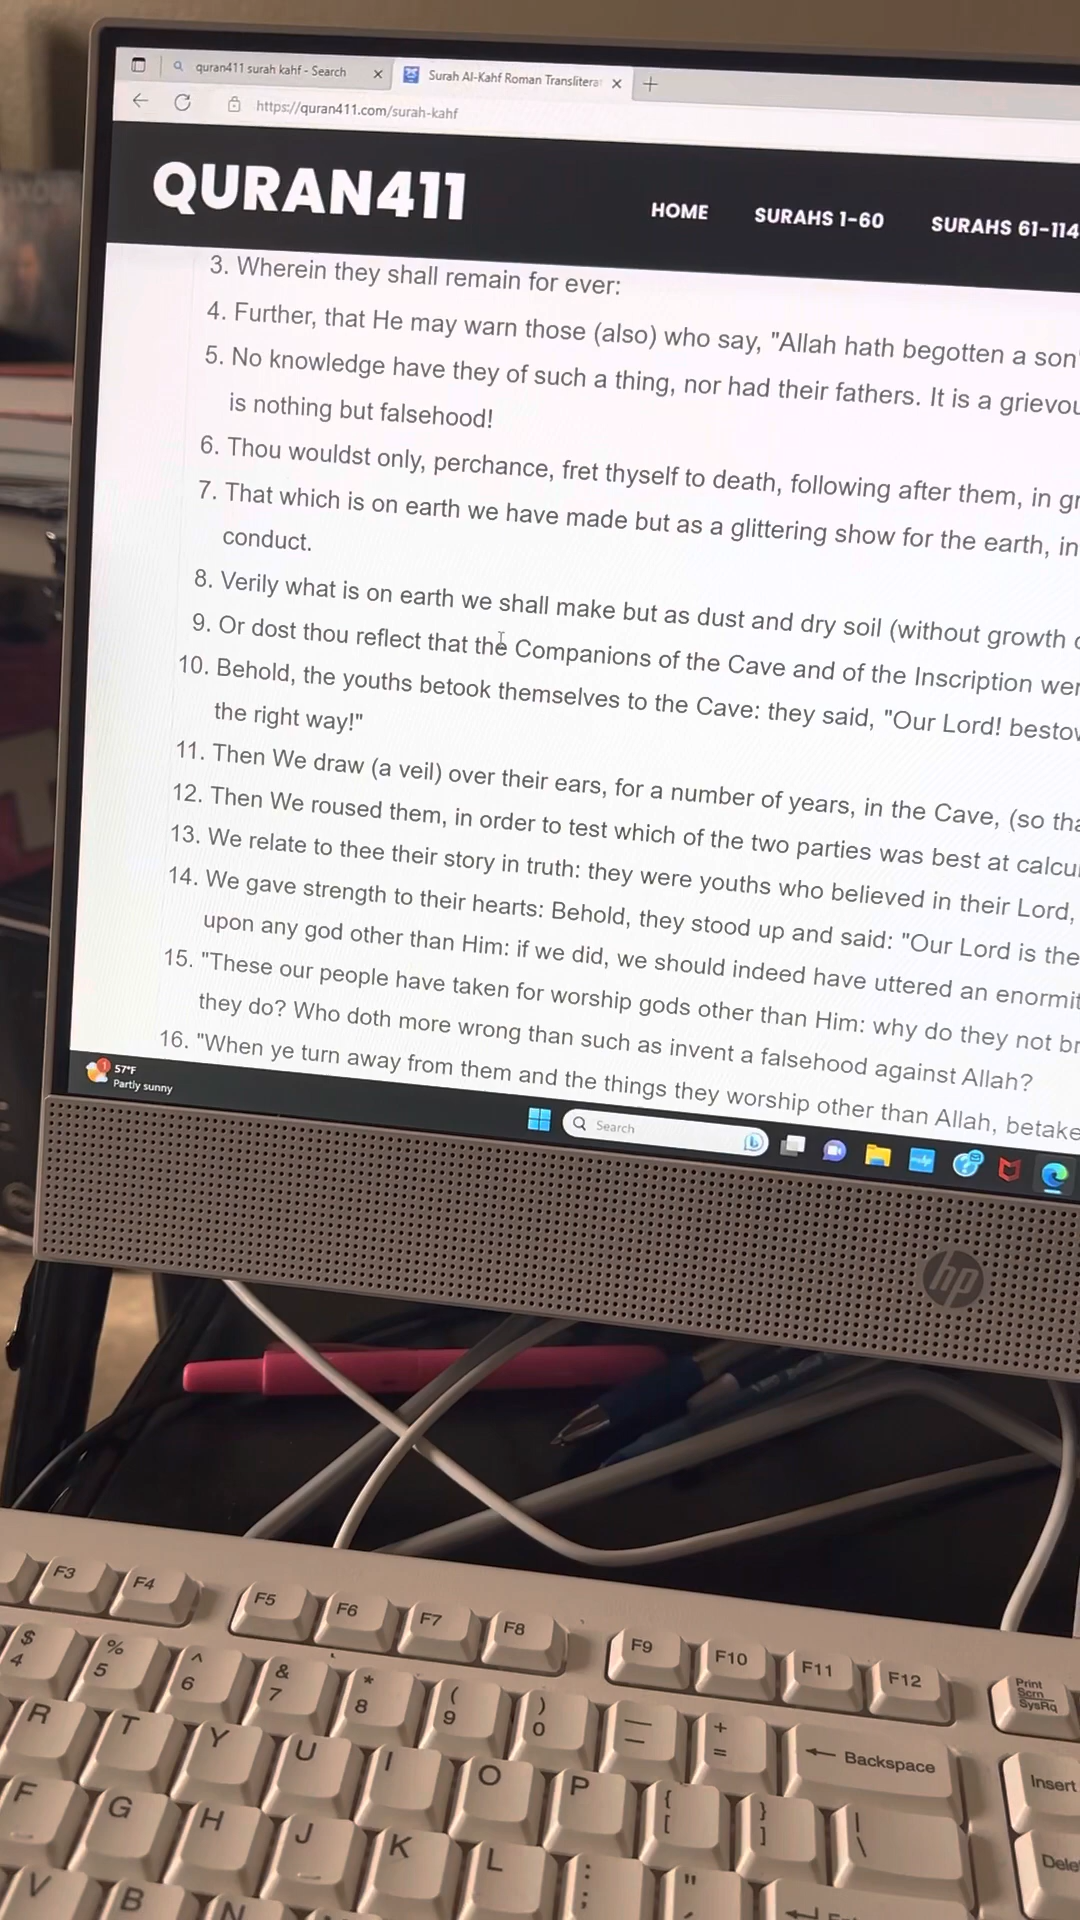 quran411 surah kahf - Search
Surah Al-Kahf Roman Translitera
https://quran411.com/surah-kahf
QURAN411
HOME SURAHS 1-60 SURAHS 61-114
3. Wherein they shall remain for ever:
4. Further, that He may warn those (also) who say, "Allah hath begotten a son"
5. No knowledge have they of such a thing, nor had their fathers. It is a grievou
is nothing but falsehood!
6. Thou wouldst only, perchance, fret thyself to death, following after them, in gr
7. That which is on earth we have made but as a glittering show for the earth, in
conduct.
8. Verily what is on earth we shall make but as dust and dry soil (without growth o
9. Or dost thou reflect that the Companions of the Cave and of the Inscription wer
10. Behold, the youths betook themselves to the Cave: they said, "Our Lord! bestow
the right way!"
11. Then We draw (a veil) over their ears, for a number of years, in the Cave, (so tha
12. Then We roused them, in order to test which of the two parties was best at calcul
13. We relate to thee their story in truth: they were youths who believed in their Lord,
14. We gave strength to their hearts: Behold, they stood up and said: "Our Lord is the
upon any god other than Him: if we did, we should indeed have uttered an enormit
15. "These our people have taken for worship gods other than Him: why do they not br
they do? Who doth more wrong than such as invent a falsehood against Allah?
16. "When ye turn away from them and the things they worship other than Allah, betake
1
57°F
Partly sunny
Search
hp
F3 F4 F5 F6 F7 F8 F9 F10 F11 F12 Print Scrn SysRq
$ 4 % 5 ^ 6 & 7 * 8 ( 9 ) 0 — – + = ← Backspace Insert
R T Y U I O P { [ } ] | \ Dele
F G H J K L : ; " '
V B N